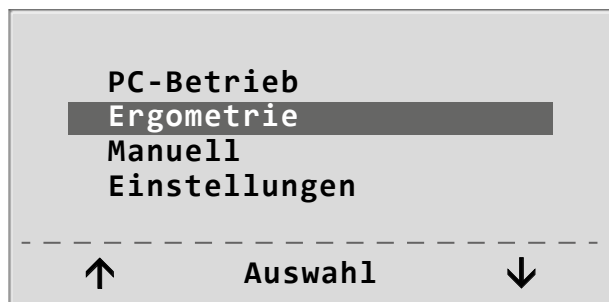 PC-Betrieb
Ergometrie
Manuell
Einstellungen
↑ Auswahl ↓